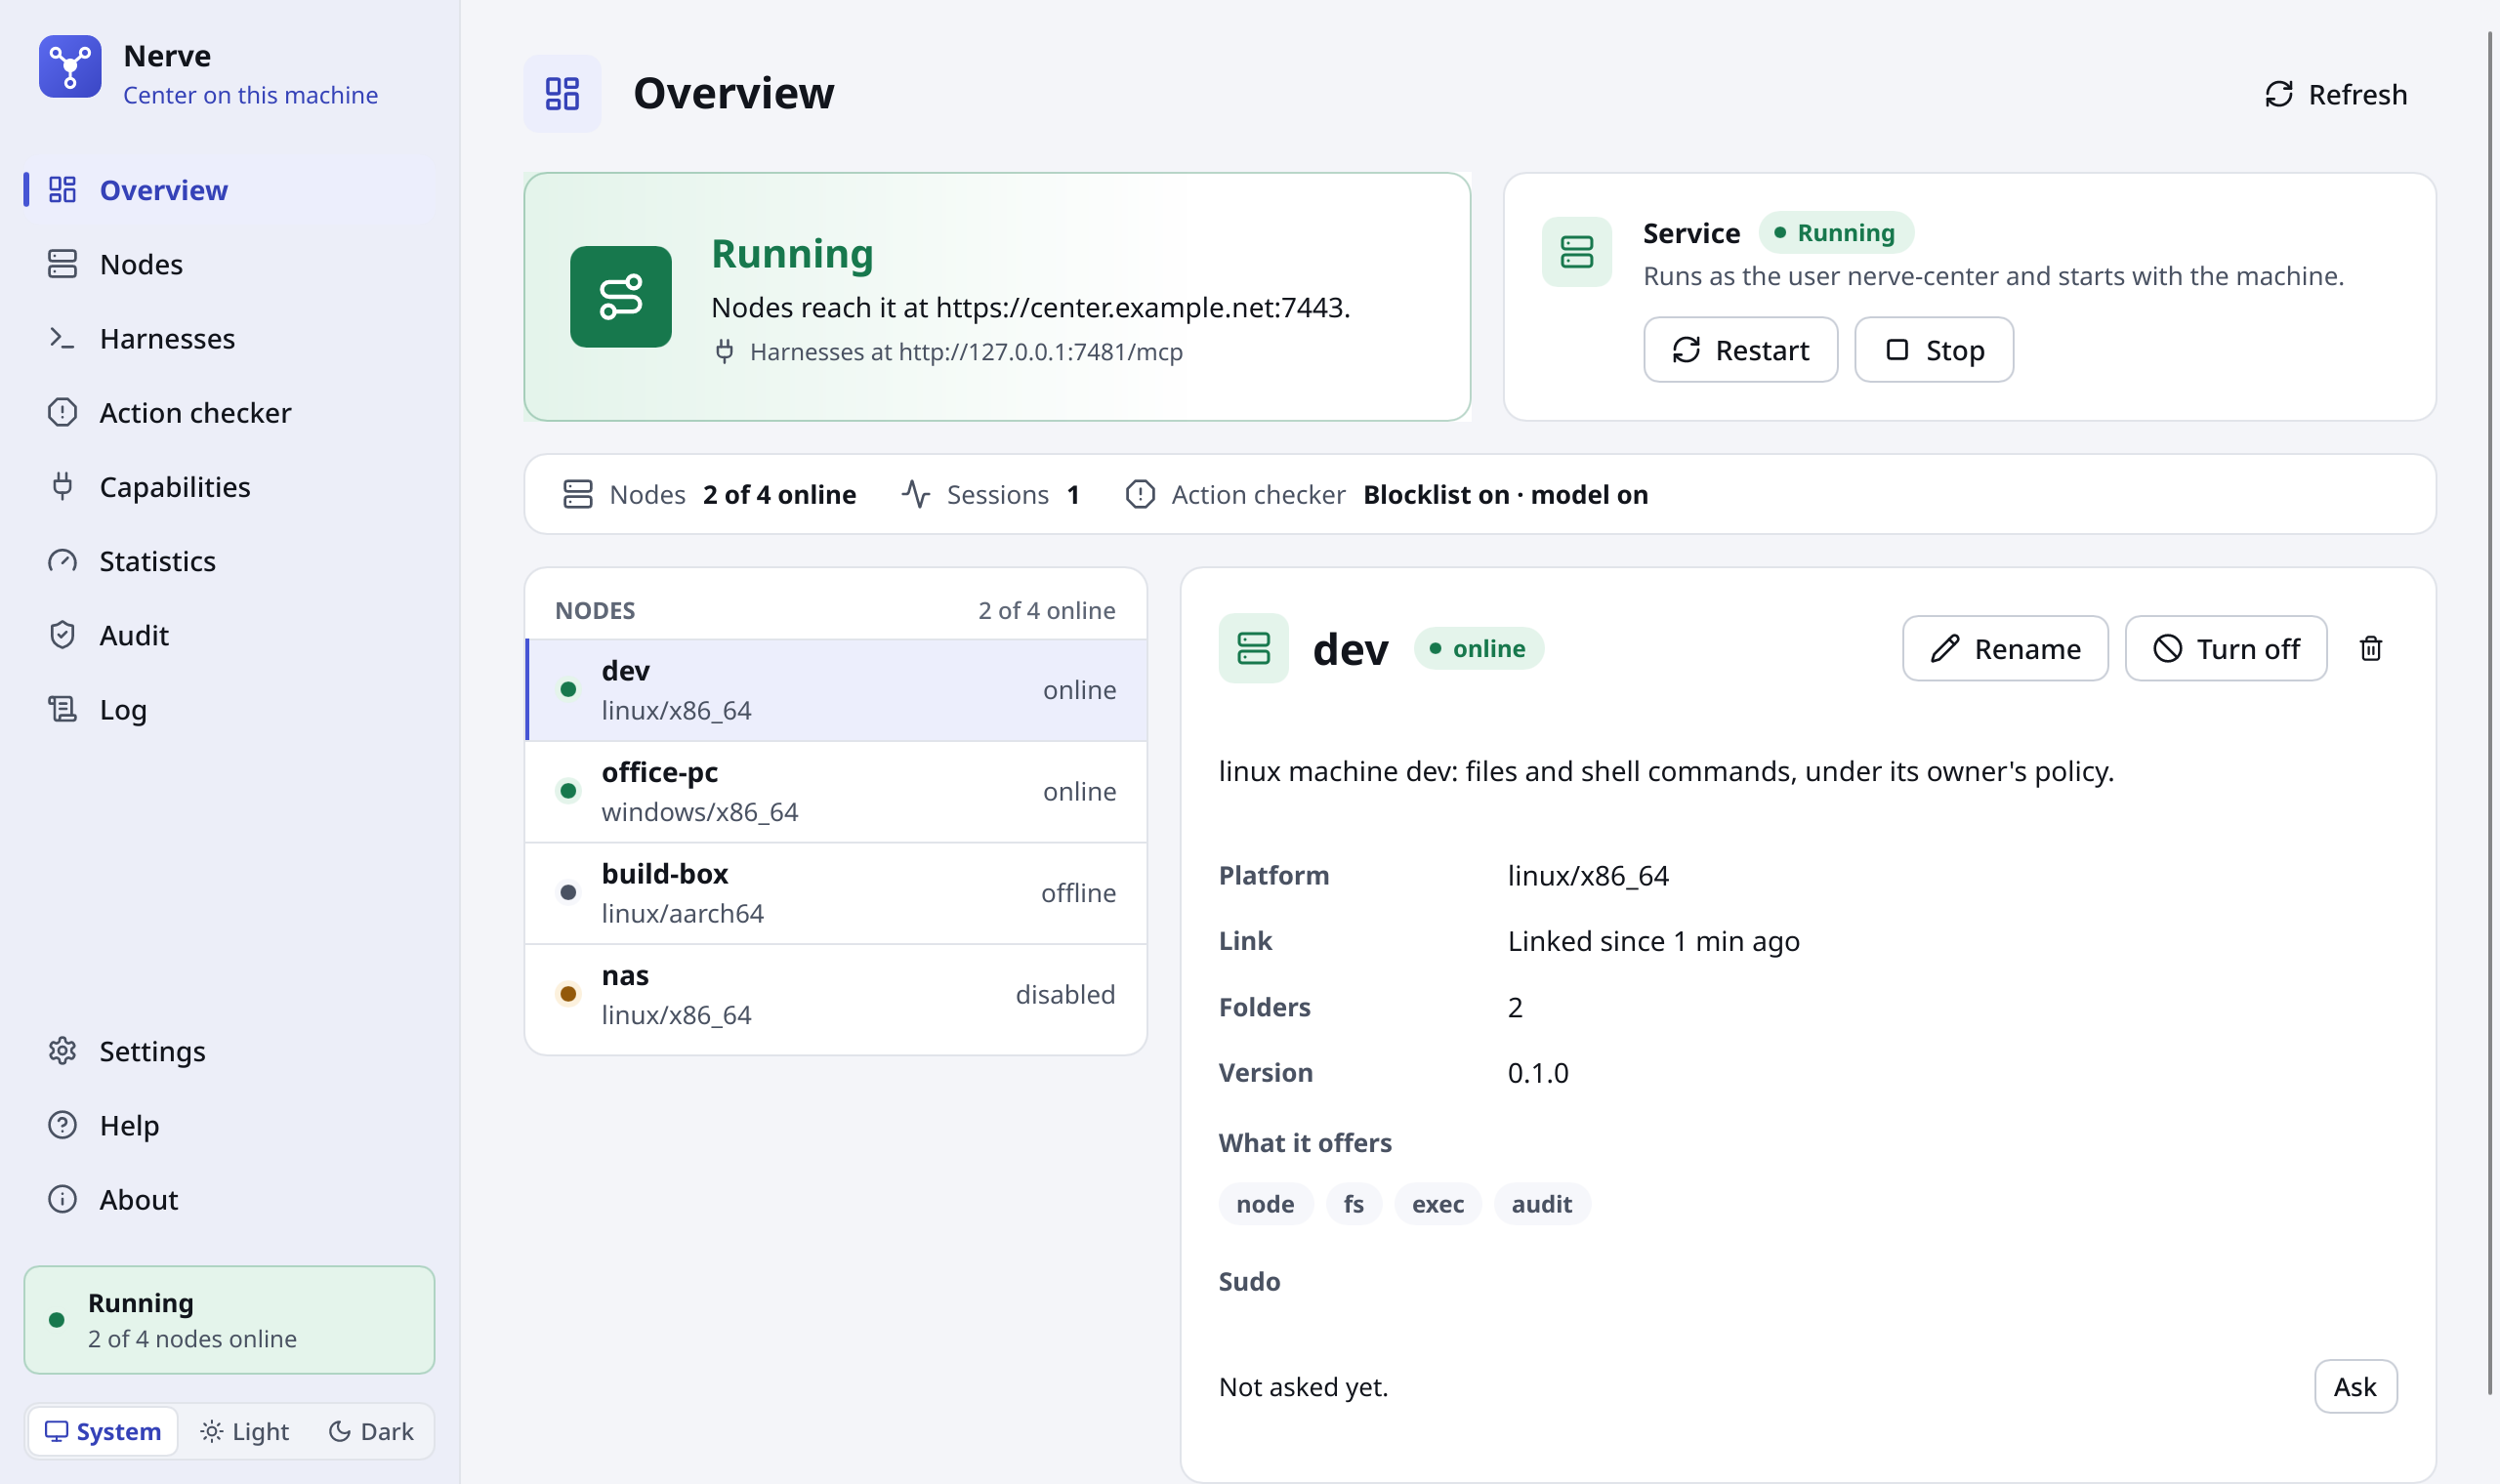 Nerve
Center on this machine
Overview
Nodes
Harnesses
Action checker
Capabilities
Statistics
Audit
Log
Settings
Help
About
Running
2 of 4 nodes online
System
Light
Dark
Overview
Refresh
Running
Nodes reach it at https://center.example.net:7443.
Harnesses at http://127.0.0.1:7481/mcp
Service
Running
Runs as the user nerve-center and starts with the machine.
Restart
Stop
Nodes 2 of 4 online
Sessions 1
Action checker Blocklist on · model on
NODES
2 of 4 online
dev
linux/x86_64
online
office-pc
windows/x86_64
online
build-box
linux/aarch64
offline
nas
linux/x86_64
disabled
dev
online
Rename
Turn off
linux machine dev: files and shell commands, under its owner's policy.
Platform linux/x86_64
Link Linked since 1 min ago
Folders 2
Version 0.1.0
What it offers
node fs exec audit
Sudo
Not asked yet.
Ask